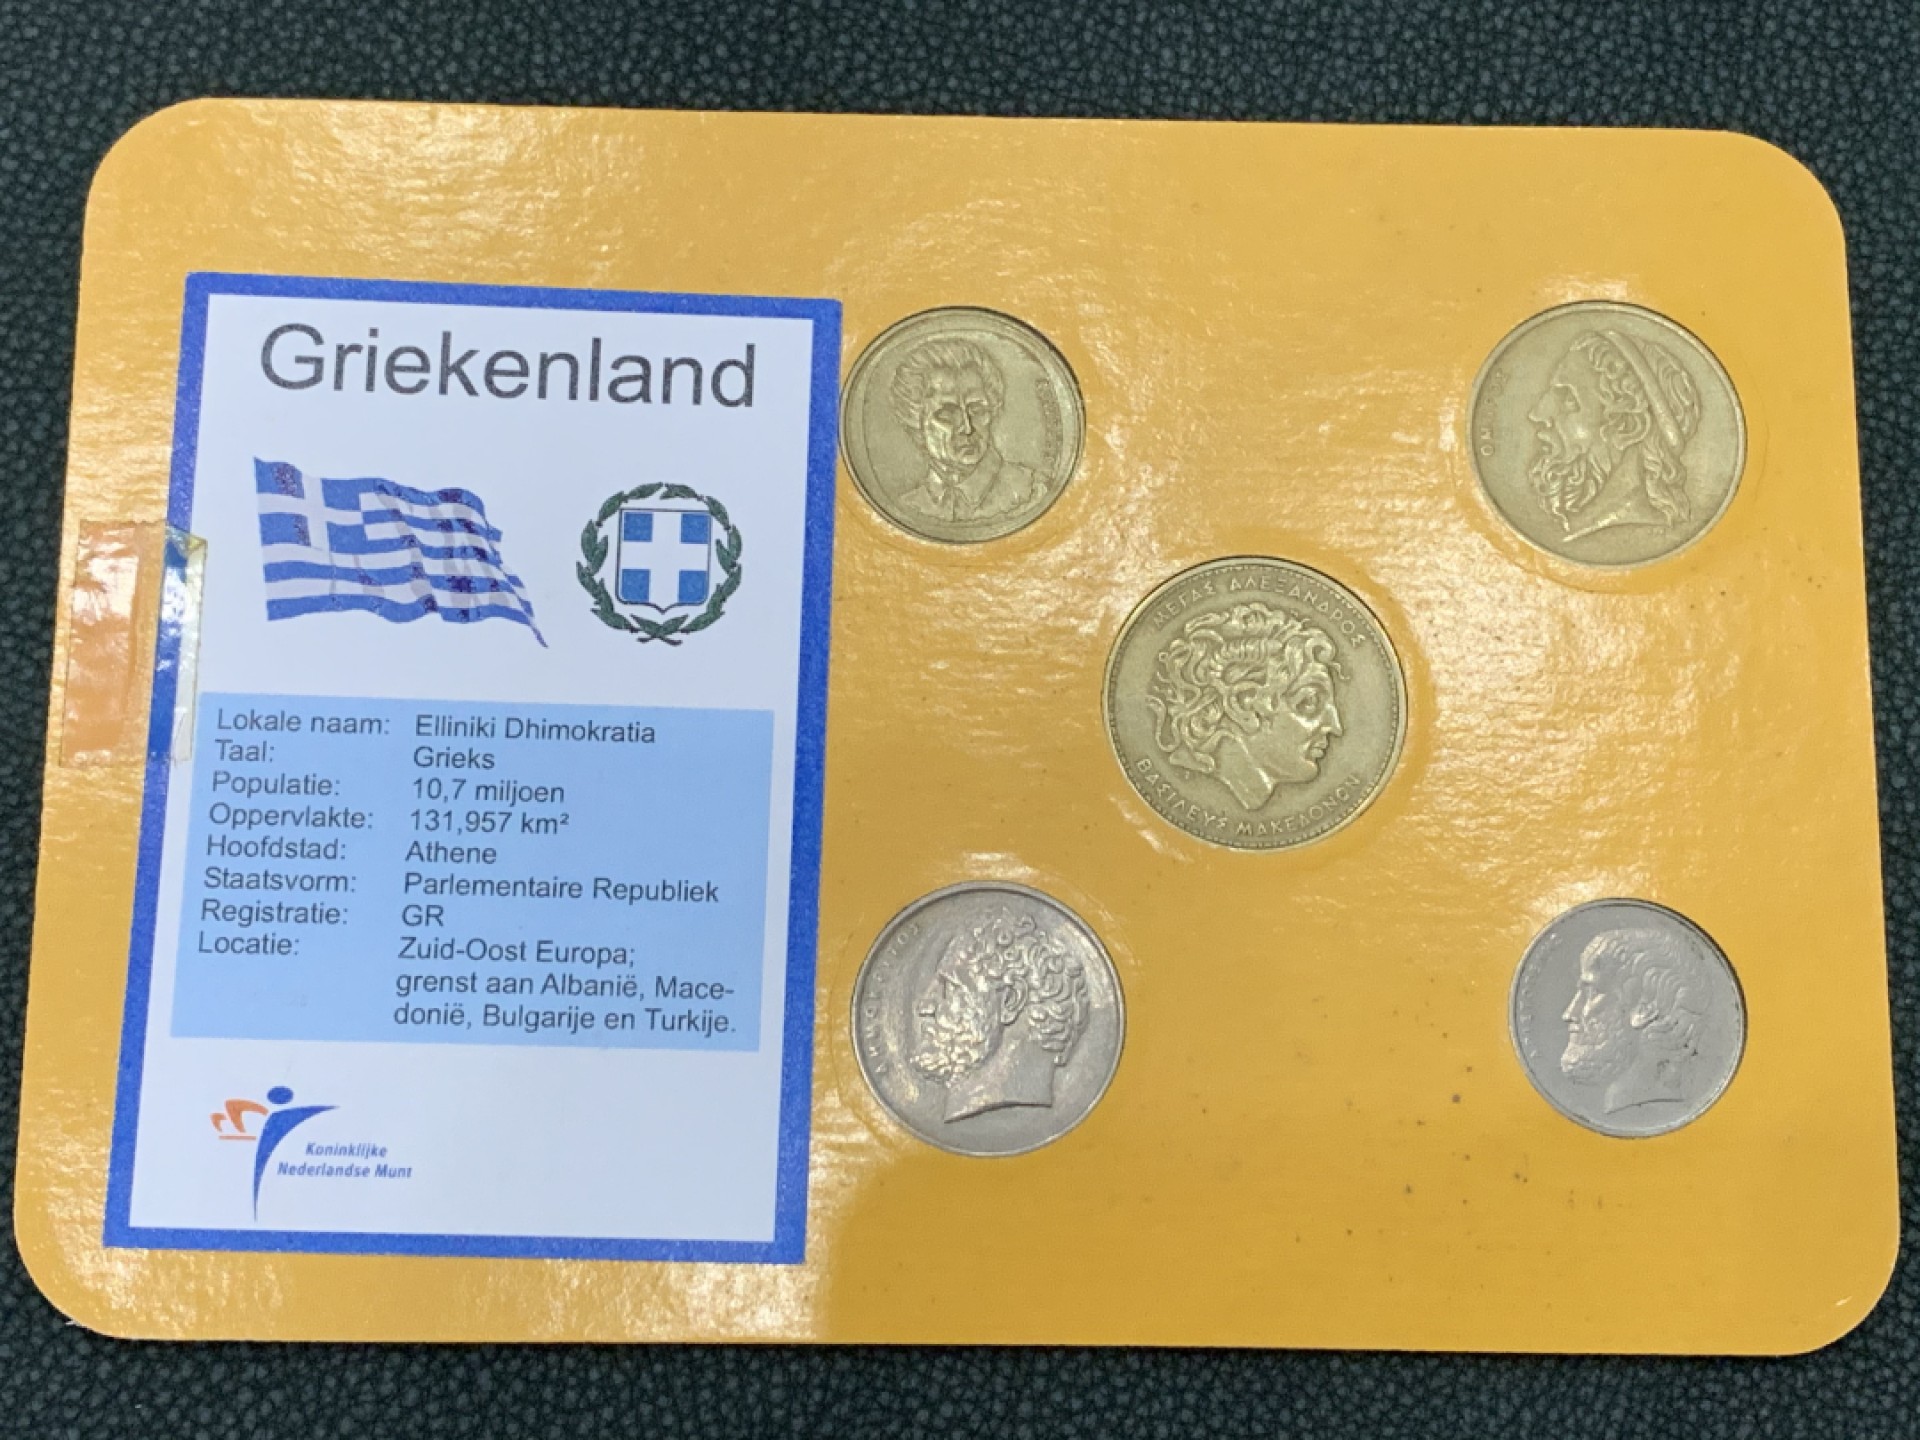 Griekenland
Lokale naam: Elliniki Dhimokratia
Taal: Grieks
Populatie: 10,7 miljoen
Oppervlakte: 131,957 km²
Hoofdstad: Athene
Staatsvorm: Parlementaire Republiek
Registratie: GR
Locatie: Zuid-Oost Europa;
grenst aan Albanië, Mace-
donië, Bulgarije en Turkije.
Koninklijke
Nederlandse Munt
ΜΕΓΑΣ ΑΛΕΞΑΝΔΡΟΣ
ΒΑΣΙΛΕΥΣ ΜΑΚΕΔΟΝΩΝ